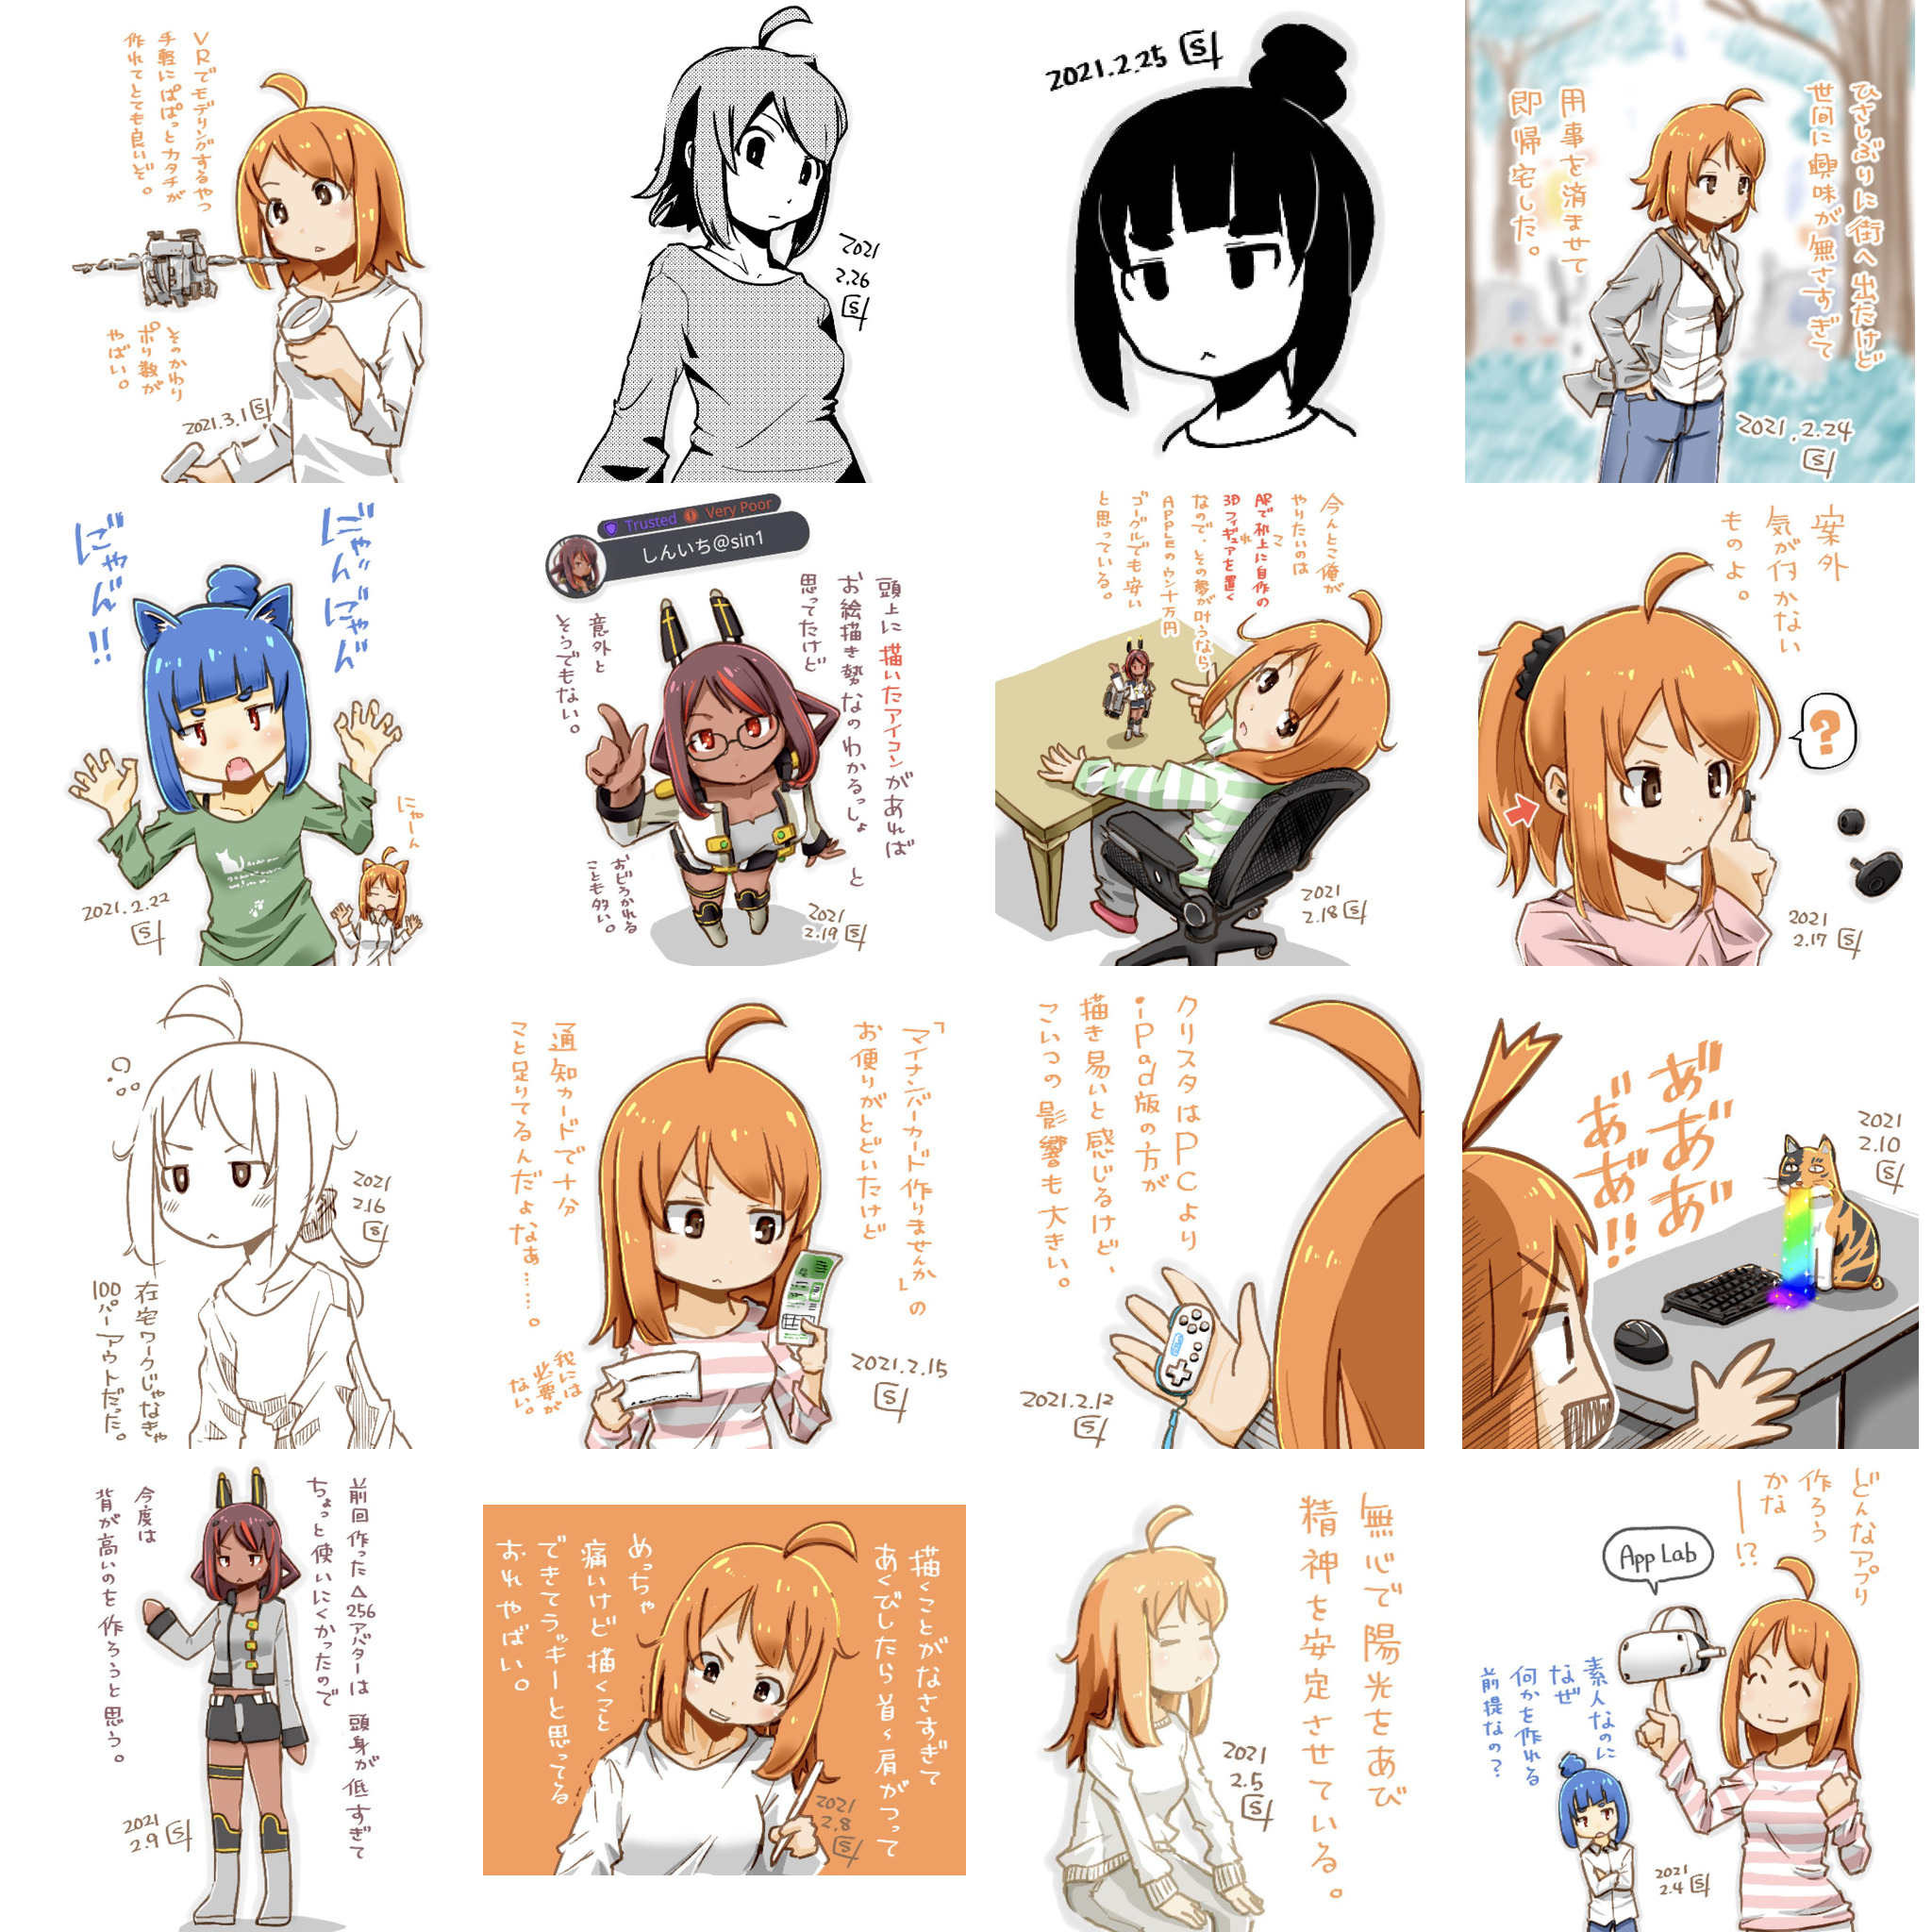 VRでモデリングするやつ
手軽にぱぱっとカタチが
作れてとても良いぞ。
そのかわり
ポリ数が
やばい。
2021.3.1
2021
2.26
2021.2.25
ひさしぶりに街へ出たけど
世間に興味が無さすぎて
用事を済ませて
即帰宅した。
2021.2.24
にゃんにゃん
にゃん!!
にゃーん
2021.2.22
Trusted Very Poor
しんいち@sin1
頭上に描いたアイコンがあれば
お絵描き勢なのわかるっしょ と
思ってたけど
意外と
そうでもない。
おどろかれる
ことも多い。
2021
2.19
今んとこ俺が
やりたいのは
ARで机上に自作の
3Dフィギュアを置く
なので、その夢が叶うなら
APPLEのウン十万円
ゴーグルでも安い
と思っている。
2021
2.18
案外
気が付かない
ものよ。
?
2021
2.17
2021
2.16
在宅ワークじゃなきゃ
100パーアウトだった。
「マイナンバーカード作りませんか」の
お便りがとどいたけど
通知カードで十分
こと足りてるんだよなぁ……。
我には
必要が
ない。
2021.2.15
クリスタはPCより
iPad版の方が
描き易いと感じるけど、
こいつの影響も大きい。
2021.2.12
あ゛あ゛あ゛
あ゛あ゛!!
2021
2.10
前回作った△256アバターは 頭身が低すぎて
ちょっと使いにくかったので
今度は
背が高いのを作ろうと思う。
2021
2.9
描くことがなさすぎて
あくびしたら首~肩がつって
めっちゃ
痛いけど描くこと
できてラッキーと思ってる
おれやばい。
2021
2.8
無心で陽光をあび
精神を安定させている。
2021
2.5
どんなアプリ
作ろう
かな
ー!?
App Lab
素人なのに
なぜ
何かを作れる
前提なの?
2021
2.4